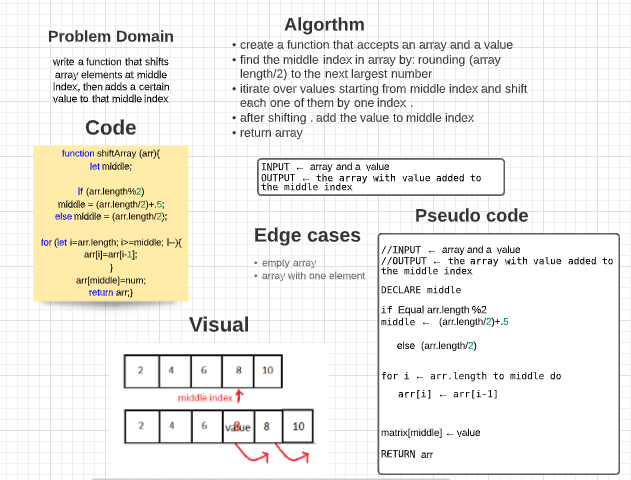 Problem Domain
write a function that shifts
array elements at middle
index, then adds a certain
value to that middle index
Algorthm
• create a function that accepts an array and a value
• find the middle index in array by: rounding (array
length/2) to the next largest number
• itirate over values starting from middle index and shift
each one of them by one index .
• after shifting . add the value to middle index
• return array
Code
function shiftArray (arr){
let middle;
if (arr.length%2)
middle = (arr.length/2)+.5;
else middle = (arr.length/2);
for (let i=arr.length; i>=middle; i--){
arr[i]=arr[i-1];
}
arr[middle]=num;
return arr;}
INPUT ← array and a value
OUTPUT ← the array with value added to
the middle index
Edge cases
• empty array
• array with one element
Pseudo code
//INPUT ← array and a value
//OUTPUT ← the array with value added to
the middle index
DECLARE middle
if Equal arr.length %2
middle ← (arr.length/2)+.5
else (arr.length/2)
for i ← arr.length to middle do
arr[i] ← arr[i-1]
matrix[middle] ← value
RETURN arr
Visual
2 4 6 8 10
middle index
2 4 6 value 8 10